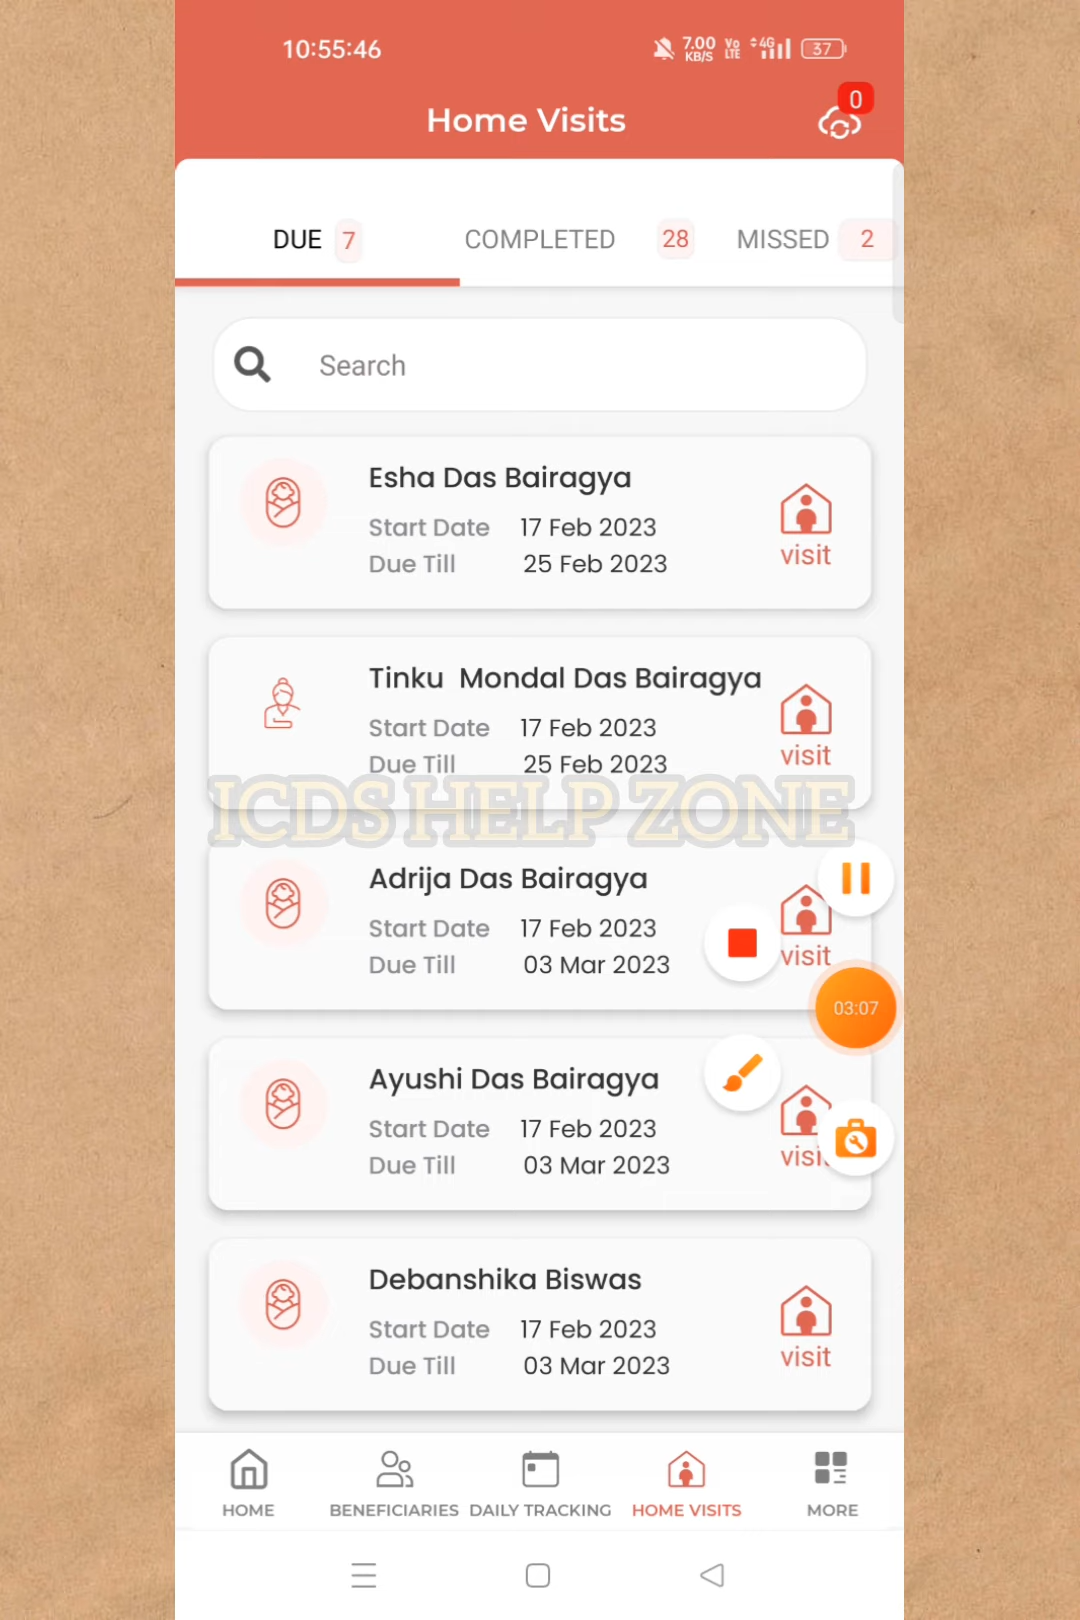 10:55:46
7.00 KB/S Vo LTE 4G 37
Home Visits
0
DUE 7 COMPLETED 28 MISSED 2
Search
Esha Das Bairagya
Start Date 17 Feb 2023
Due Till 25 Feb 2023
visit
Tinku Mondal Das Bairagya
Start Date 17 Feb 2023
Due Till 25 Feb 2023
visit
ICDS HELP ZONE
Adrija Das Bairagya
Start Date 17 Feb 2023
Due Till 03 Mar 2023
visit
03:07
Ayushi Das Bairagya
Start Date 17 Feb 2023
Due Till 03 Mar 2023
visit
Debanshika Biswas
Start Date 17 Feb 2023
Due Till 03 Mar 2023
visit
HOME BENEFICIARIES DAILY TRACKING HOME VISITS MORE